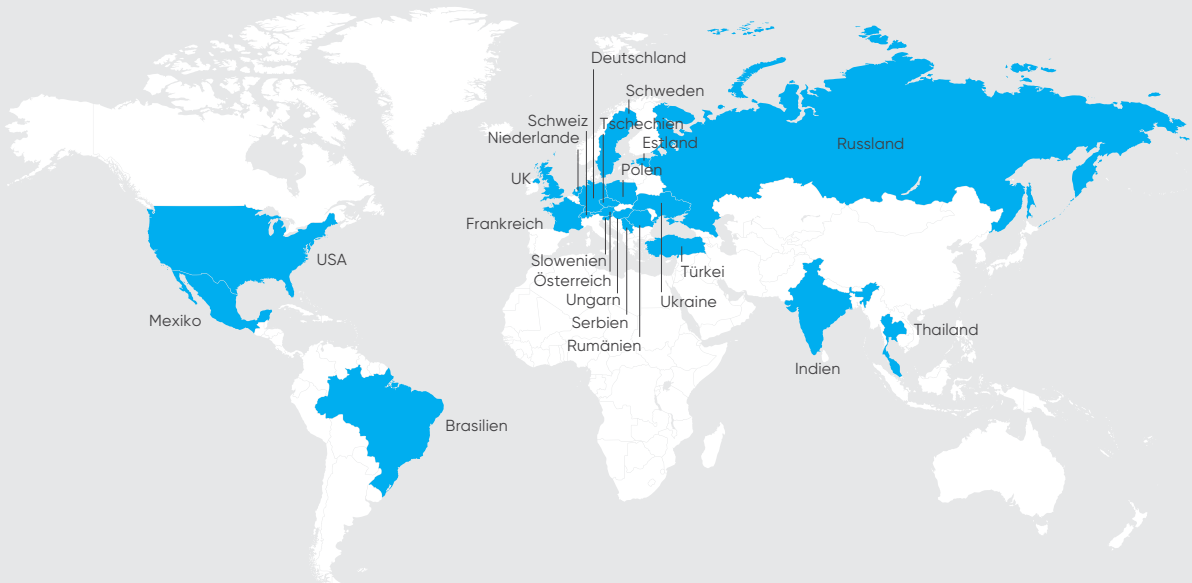 Deutschland
Schweden
Schweiz
Tschechien
Niederlande
Estland
Russland
Polen
UK
Frankreich
USA
Slowenien
Türkei
Österreich
Ungarn
Ukraine
Mexiko
Serbien
Thailand
Rumänien
Indien
Brasilien